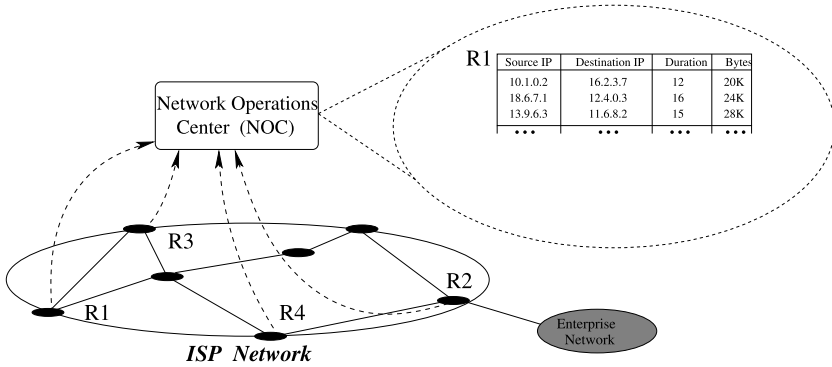 R1
Source IP Destination IP Duration Bytes
10.1.0.2 16.2.3.7 12 20K
18.6.7.1 12.4.0.3 16 24K
13.9.6.3 11.6.8.2 15 28K
Network Operations
Center (NOC)
R3
R2
R1
R4
Enterprise
Network
ISP Network